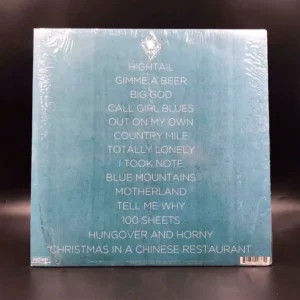 HIGHTAIL
GIMME A BEER
BIG GOD
CALL GIRL BLUES
OUT ON MY OWN
COUNTRY MILE
TOTALLY LONELY
I TOOK NOTE
BLUE MOUNTAINS
MOTHERLAND
TELL ME WHY
100 SHEETS
HUNGOVER AND HORNY
CHRISTMAS IN A CHINESE RESTAURANT